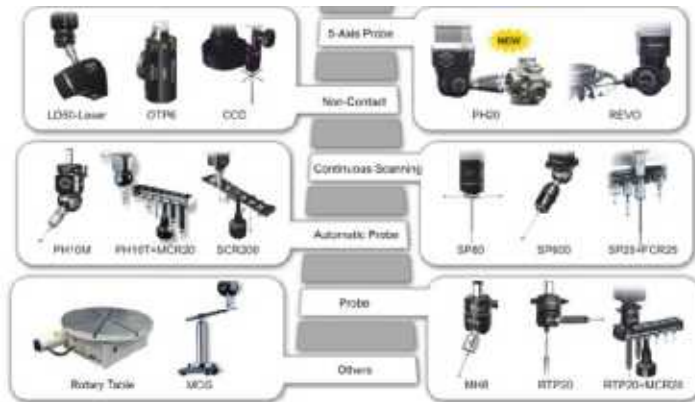 5-Axis Probe
NEW
LD50-Laser OTP6 CCD
Non-Contact
PH20 REVO
Continuous Scanning
PH10M PH10T+MCR20 SCR200
Automatic Probe
SP80 SP600 SP25+FCR25
Probe
Rotary Table MCG
Others
MH8 RTP20 RTP20+MCR20